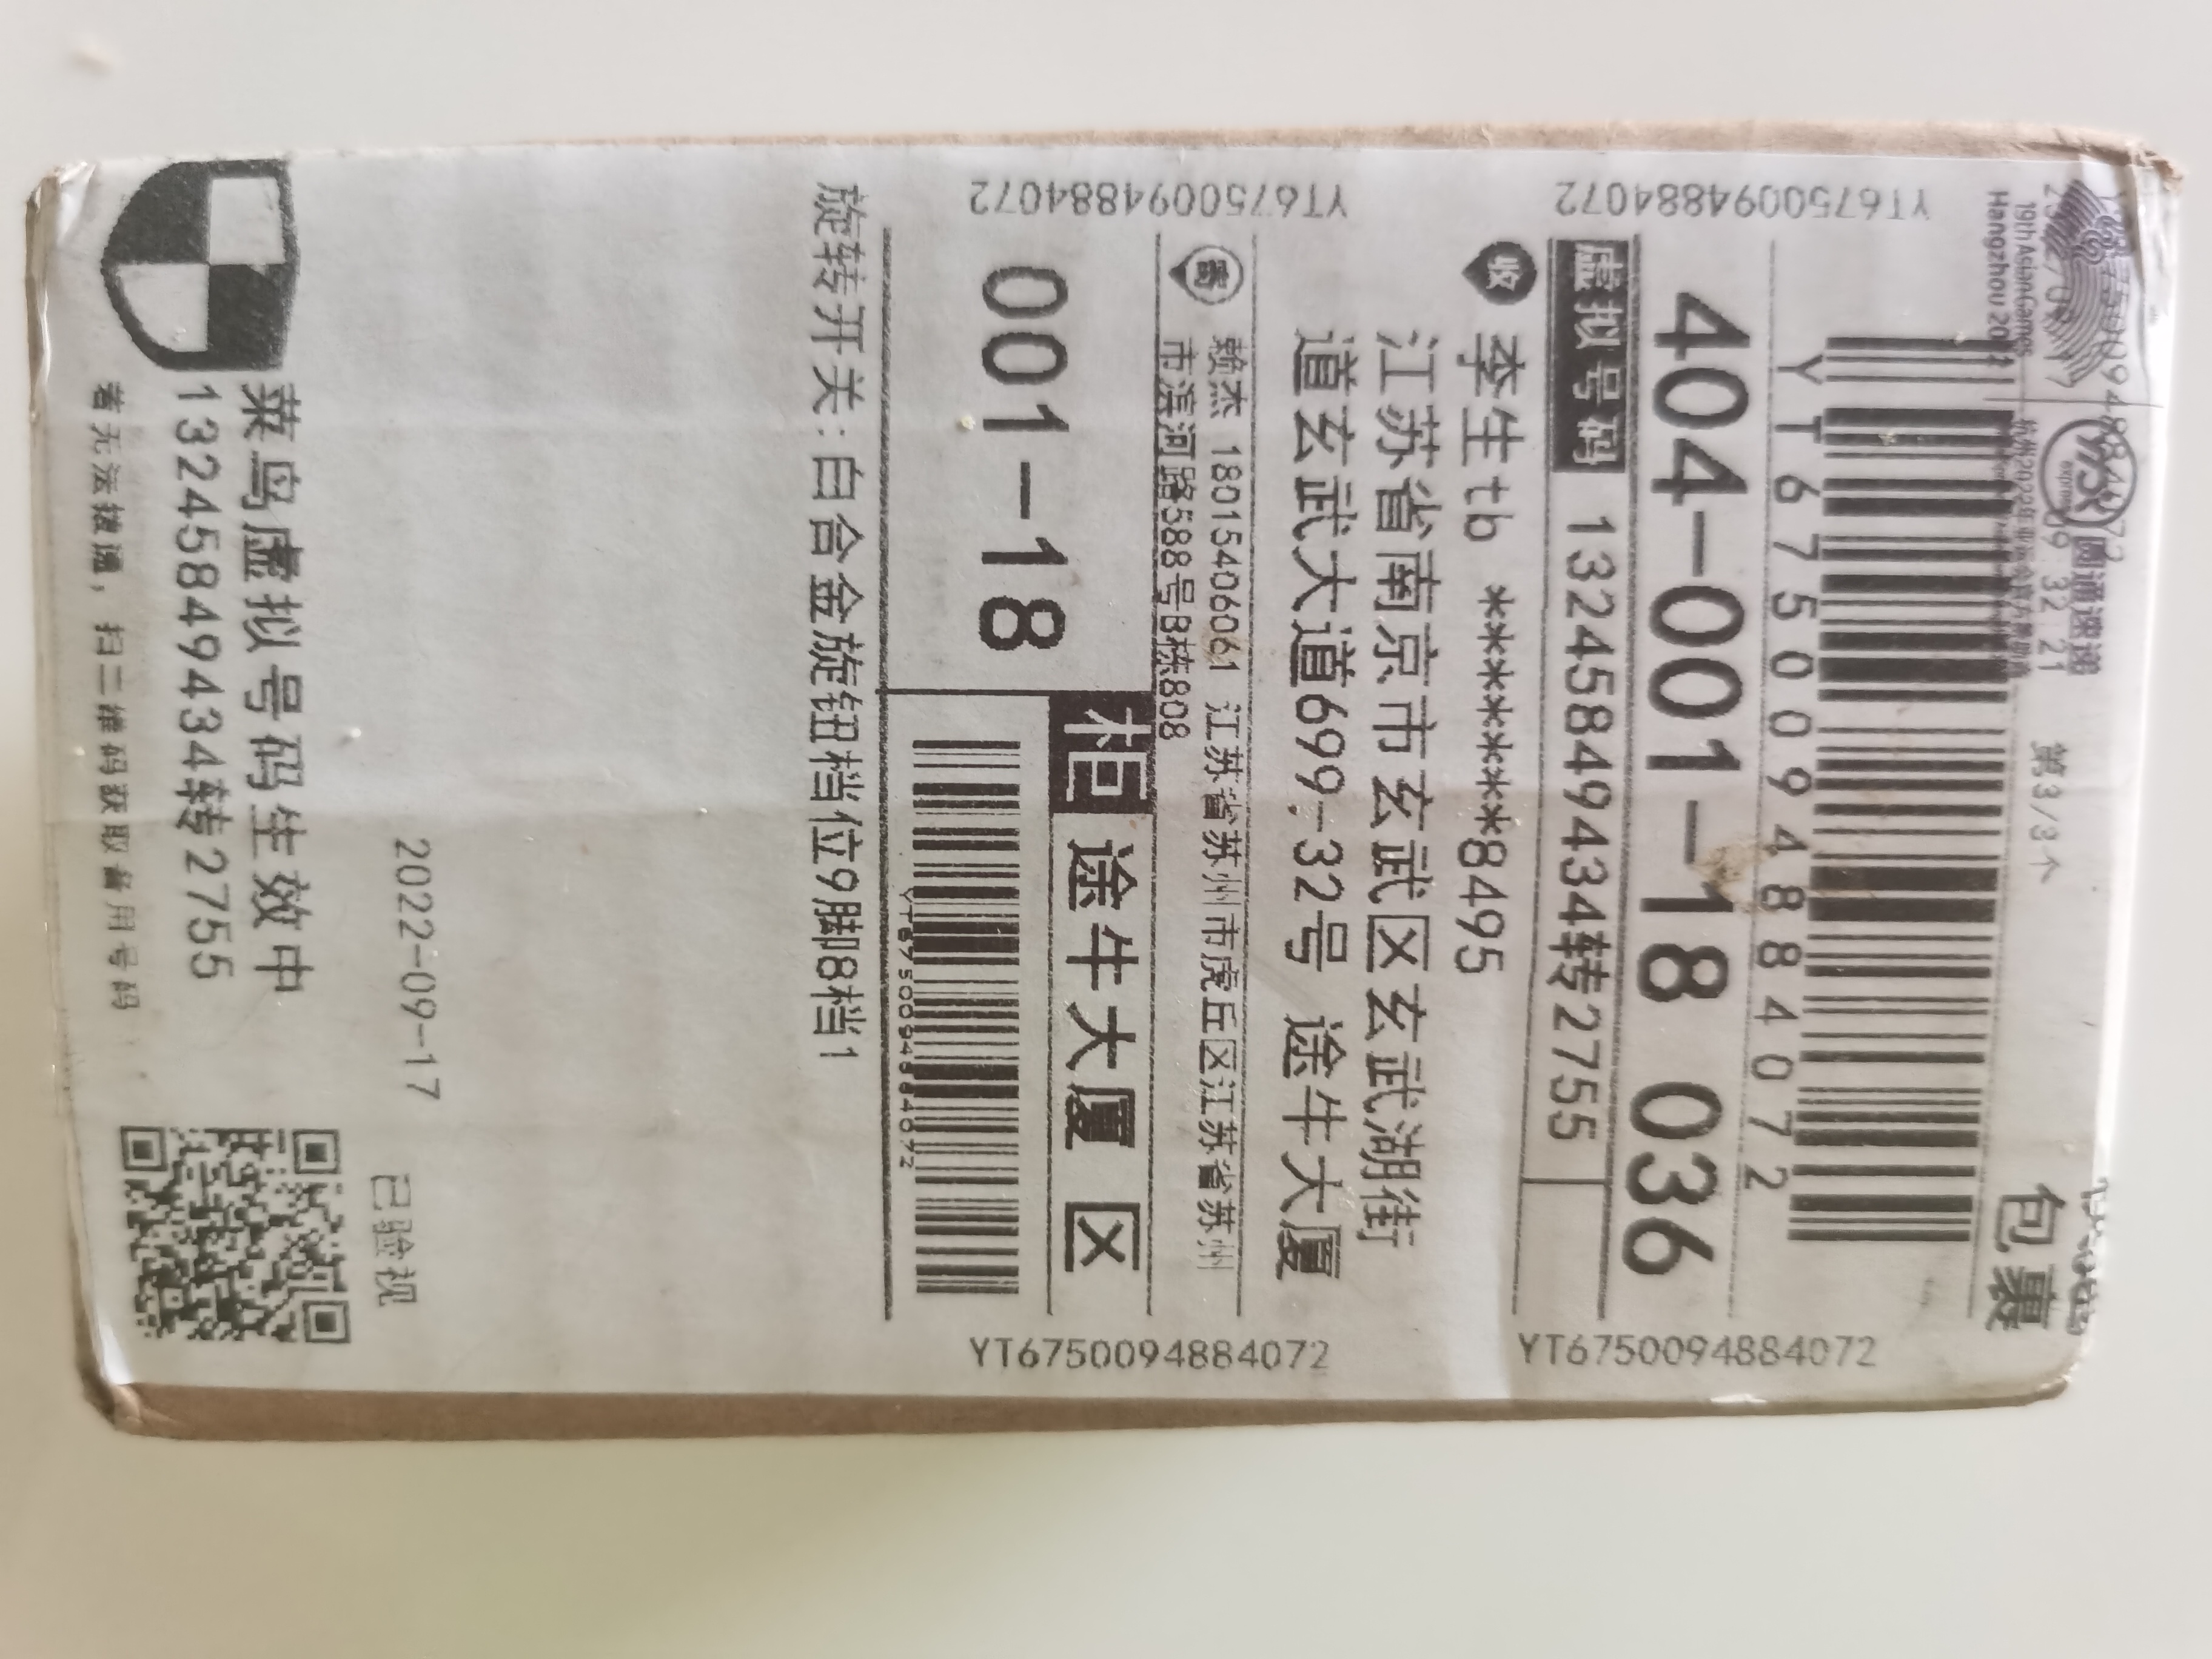 19th Asian Games
Hangzhou 2022
圆通速递
09 32 21
第3/3个
包裹
YT6750094884072
YT6750094884072
404-001-18 036
虚拟号码 13245849434转2755
YT6750094884072
收 李生tb *******8495
江苏省南京市玄武区玄武湖街
道玄武大道699-32号 途牛大厦
寄 赖杰 18015406061 江苏省苏州市虎丘区江苏省苏州
市滨河路588号B栋808
YT6750094884072
001-18
途牛大厦 区
YT6750094884072
YT6750094884072
旋转开关:白合金旋钮档位9脚8档1
2022-09-17
已验视
菜鸟虚拟号码生效中
13245849434转2755
若无法拨通,扫二维码获取备用号码